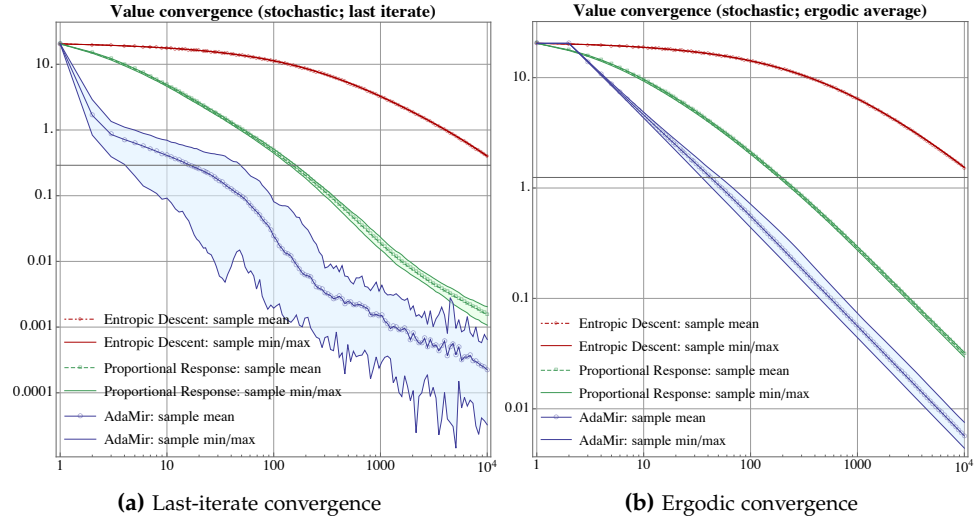 Value convergence (stochastic; last iterate)
10.
1.
0.1
0.01
0.001
0.0001
Entropic Descent: sample mean
Entropic Descent: sample min/max
Proportional Response: sample mean
Proportional Response: sample min/max
AdaMir: sample mean
AdaMir: sample min/max
1 10 100 1000 10⁴
(a) Last-iterate convergence
Value convergence (stochastic; ergodic average)
10.
1.
0.1
0.01
Entropic Descent: sample mean
Entropic Descent: sample min/max
Proportional Response: sample mean
Proportional Response: sample min/max
AdaMir: sample mean
AdaMir: sample min/max
1 10 100 1000 10⁴
(b) Ergodic convergence